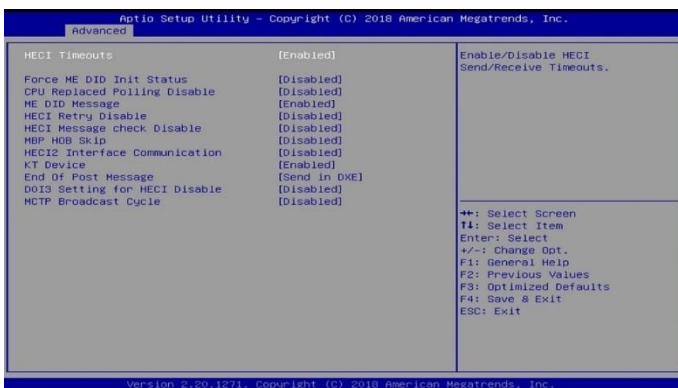 Aptio Setup Utility – Copyright (C) 2018 American Megatrends, Inc.
Advanced
HECI Timeouts [Enabled]
Force ME DID Init Status [Disabled]
CPU Replaced Polling Disable [Disabled]
ME DID Message [Enabled]
HECI Retry Disable [Disabled]
HECI Message check Disable [Disabled]
MBP HOB Skip [Disabled]
HECI2 Interface Communication [Disabled]
KT Device [Enabled]
End Of Post Message [Send in DXE]
D0I3 Setting for HECI Disable [Disabled]
MCTP Broadcast Cycle [Disabled]
Enable/Disable HECI
Send/Receive Timeouts.
→←: Select Screen
↑↓: Select Item
Enter: Select
+/-: Change Opt.
F1: General Help
F2: Previous Values
F3: Optimized Defaults
F4: Save & Exit
ESC: Exit
Version 2.20.1271. Copyright (C) 2018 American Megatrends, Inc.